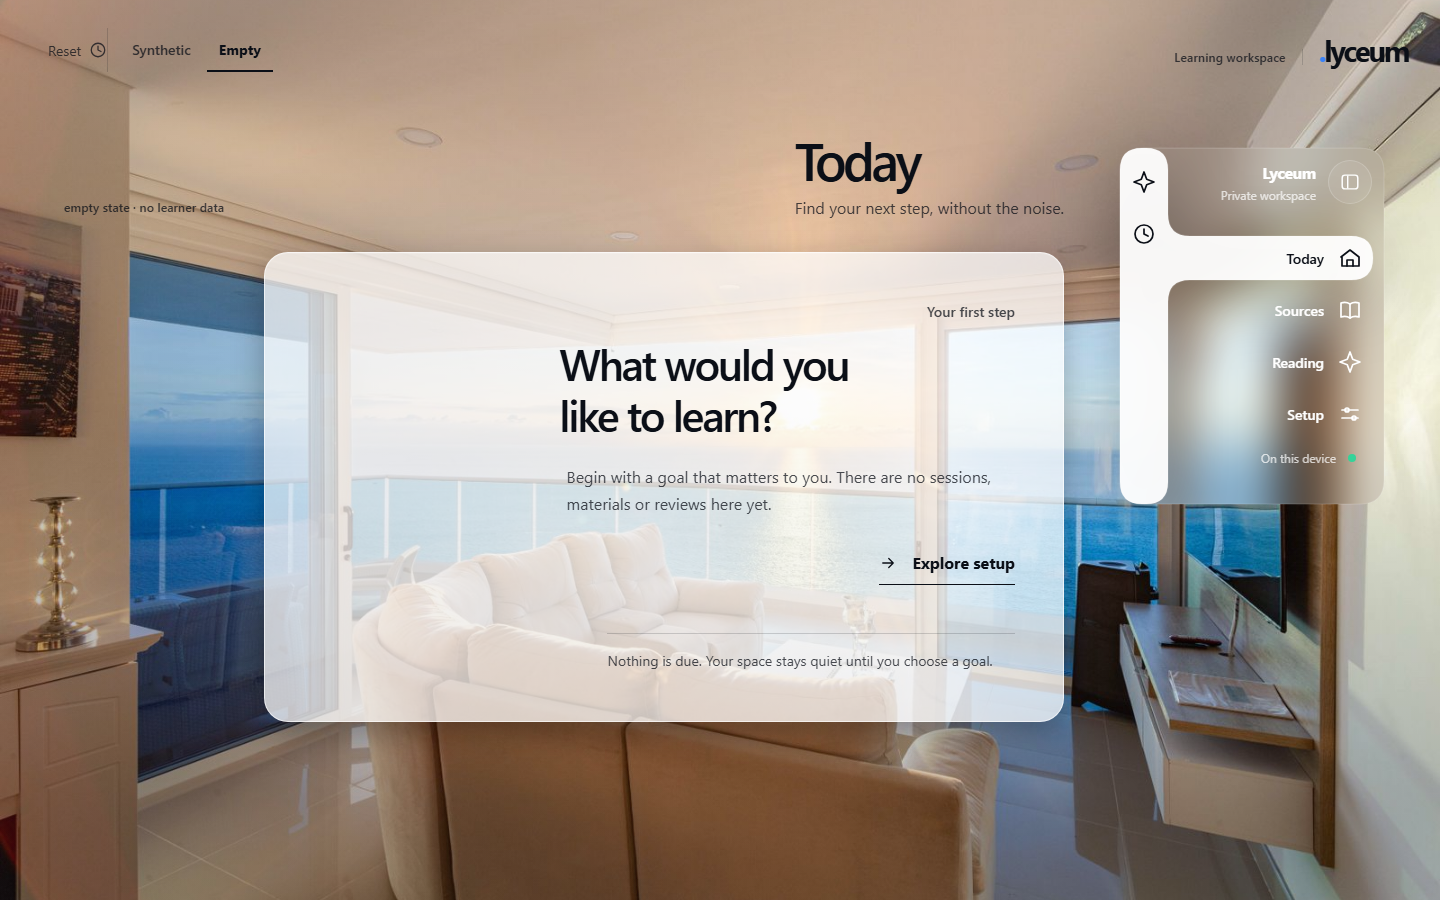 Reset
Synthetic
Empty
Learning workspace
.lyceum
Today
Find your next step, without the noise.
empty state · no learner data
Lyceum
Private workspace
Today
Sources
Reading
Setup
On this device
Your first step
What would you
like to learn?
Begin with a goal that matters to you. There are no sessions,
materials or reviews here yet.
Explore setup
Nothing is due. Your space stays quiet until you choose a goal.